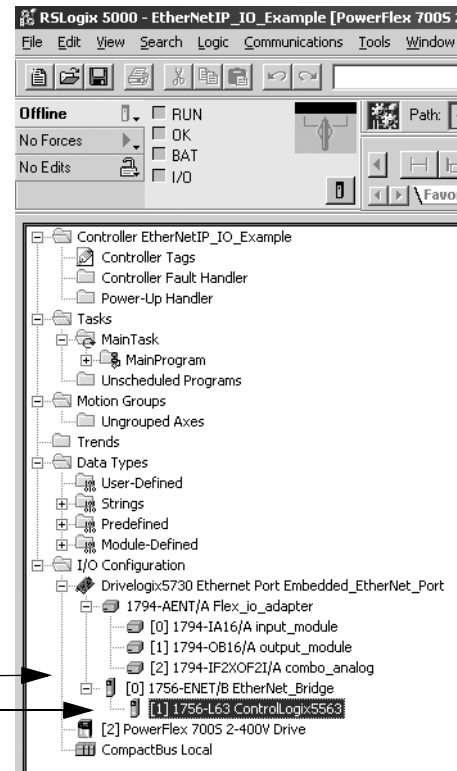 RSLogix 5000 - EtherNetIP_IO_Example [PowerFlex 700S 2
File Edit View Search Logic Communications Tools Window
Offline RUN Path:
No Forces OK
No Edits BAT
I/O
Favo
Controller EtherNetIP_IO_Example
Controller Tags
Controller Fault Handler
Power-Up Handler
Tasks
MainTask
MainProgram
Unscheduled Programs
Motion Groups
Ungrouped Axes
Trends
Data Types
User-Defined
Strings
Predefined
Module-Defined
I/O Configuration
Drivelogix5730 Ethernet Port Embedded_EtherNet_Port
1794-AENT/A Flex_io_adapter
[0] 1794-IA16/A input_module
[1] 1794-OB16/A output_module
[2] 1794-IF2XOF2I/A combo_analog
[0] 1756-ENET/B EtherNet_Bridge
[1] 1756-L63 ControlLogix5563
[2] PowerFlex 700S 2-400V Drive
CompactBus Local